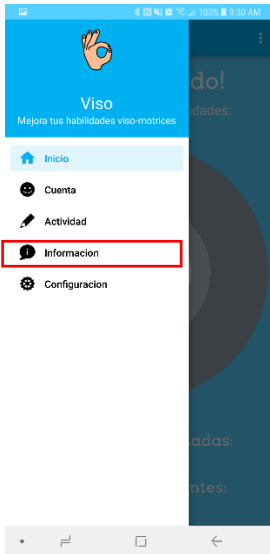 100% 9:30 AM
Viso
Mejora tus habilidades viso-motrices
Inicio
Cuenta
Actividad
Informacion
Configuracion
do!
dades:
adas:
ntes: